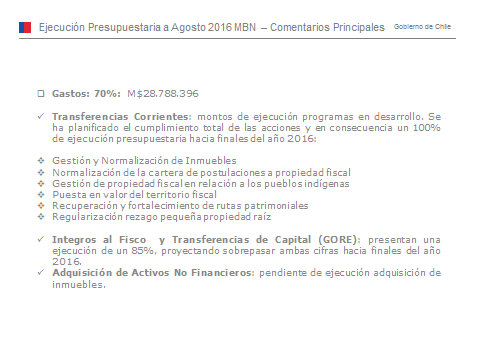 Ejecución Presupuestaria a Agosto 2016 MBN – Comentarios Principales
Gobierno de Chile
Gastos: 70%: M$28.788.396
Transferencias Corrientes: montos de ejecución programas en desarrollo. Se
ha planificado el cumplimiento total de las acciones y en consecuencia un 100%
de ejecución presupuestaria hacia finales del año 2016:
Gestión y Normalización de Inmuebles
Normalización de la cartera de postulaciones a propiedad fiscal
Gestión de propiedad fiscal en relación a los pueblos indígenas
Puesta en valor del territorio fiscal
Recuperación y fortalecimiento de rutas patrimoniales
Regularización rezago pequeña propiedad raíz
Integros al Fisco y Transferencias de Capital (GORE): presentan una
ejecución de un 85%, proyectando sobrepasar ambas cifras hacia finales del año
2016.
Adquisición de Activos No Financieros: pendiente de ejecución adquisición de
inmuebles.